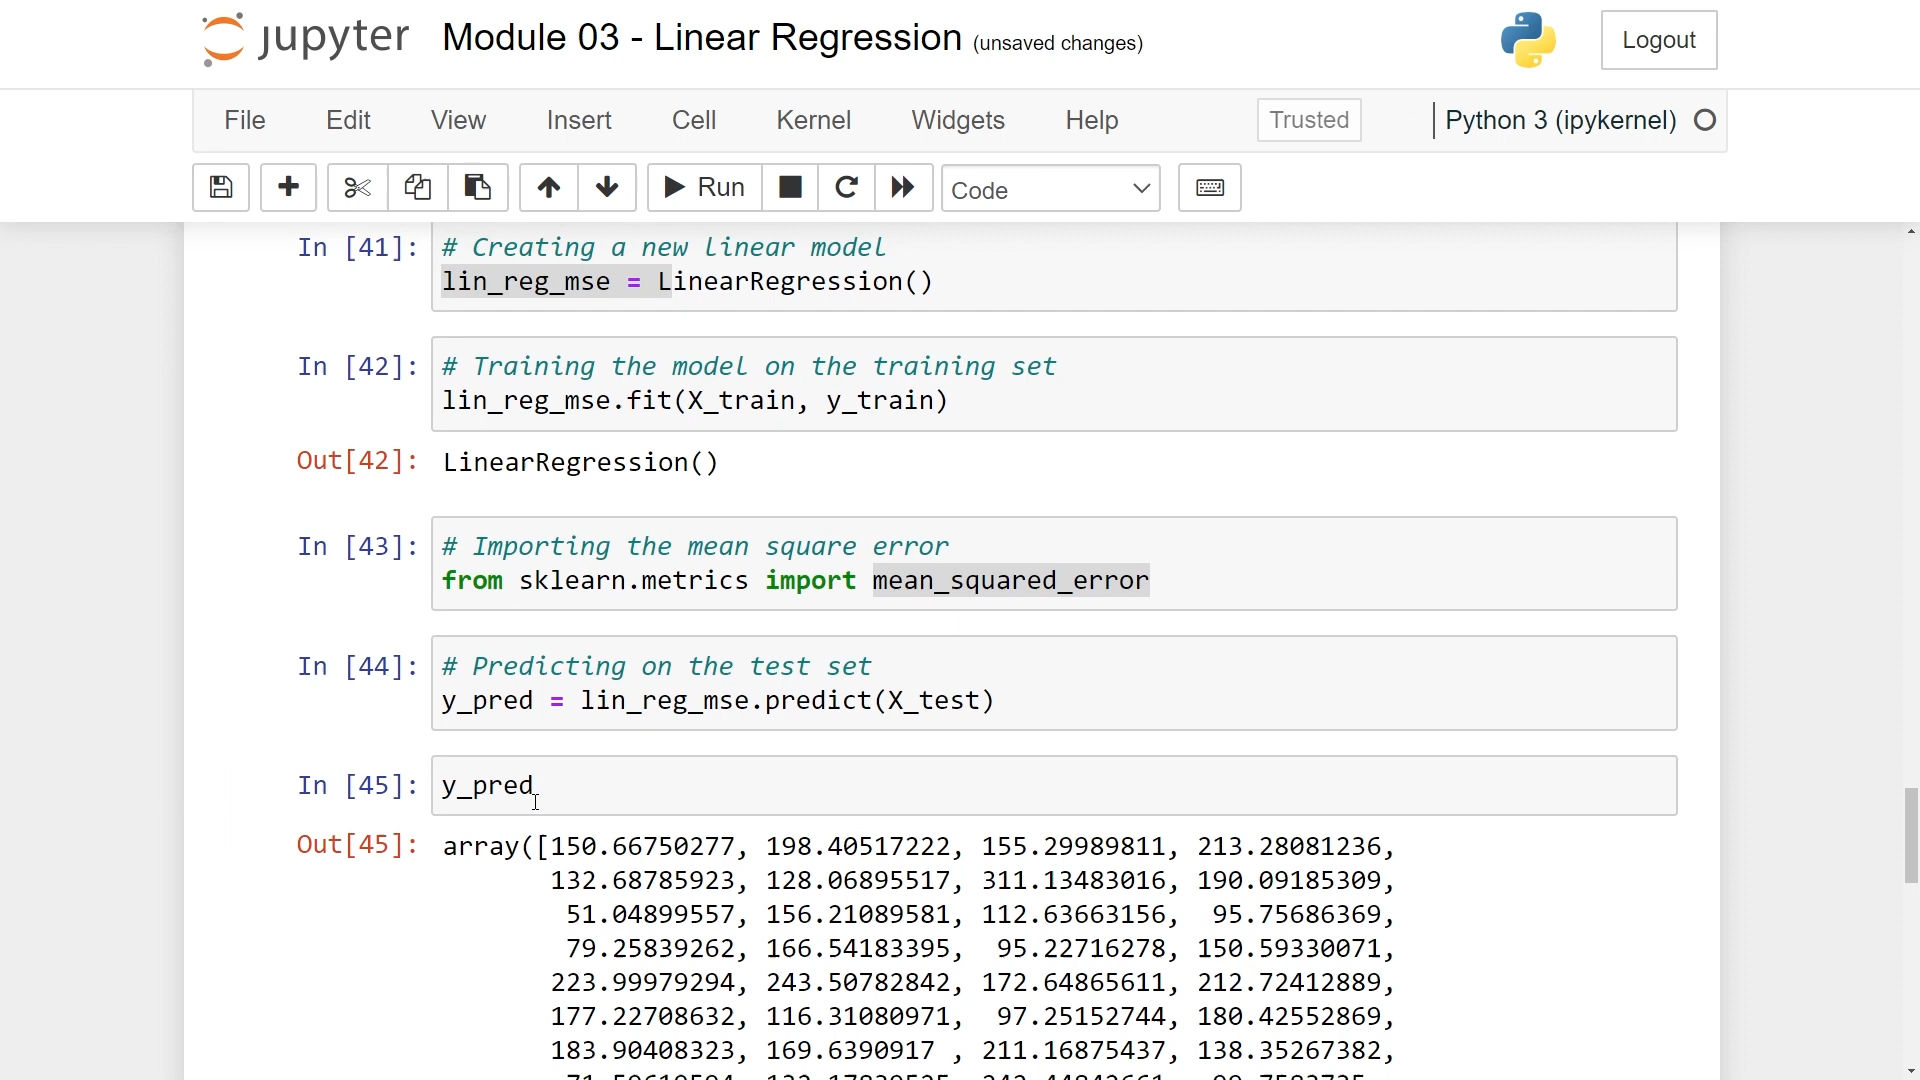 jupyter Module 03 - Linear Regression (unsaved changes) Logout
File Edit View Insert Cell Kernel Widgets Help Trusted Python 3 (ipykernel)
Run Code
In [41]: # Creating a new linear model
lin_reg_mse = LinearRegression()
In [42]: # Training the model on the training set
lin_reg_mse.fit(X_train, y_train)
Out[42]: LinearRegression()
In [43]: # Importing the mean square error
from sklearn.metrics import mean_squared_error
In [44]: # Predicting on the test set
y_pred = lin_reg_mse.predict(X_test)
In [45]: y_pred
Out[45]: array([150.66750277, 198.40517222, 155.29989811, 213.28081236,
132.68785923, 128.06895517, 311.13483016, 190.09185309,
51.04899557, 156.21089581, 112.63663156, 95.75686369,
79.25839262, 166.54183395, 95.22716278, 150.59330071,
223.99979294, 243.50782842, 172.64865611, 212.72412889,
177.22708632, 116.31080971, 97.25152744, 180.42552869,
183.90408323, 169.6390917 , 211.16875437, 138.35267382,